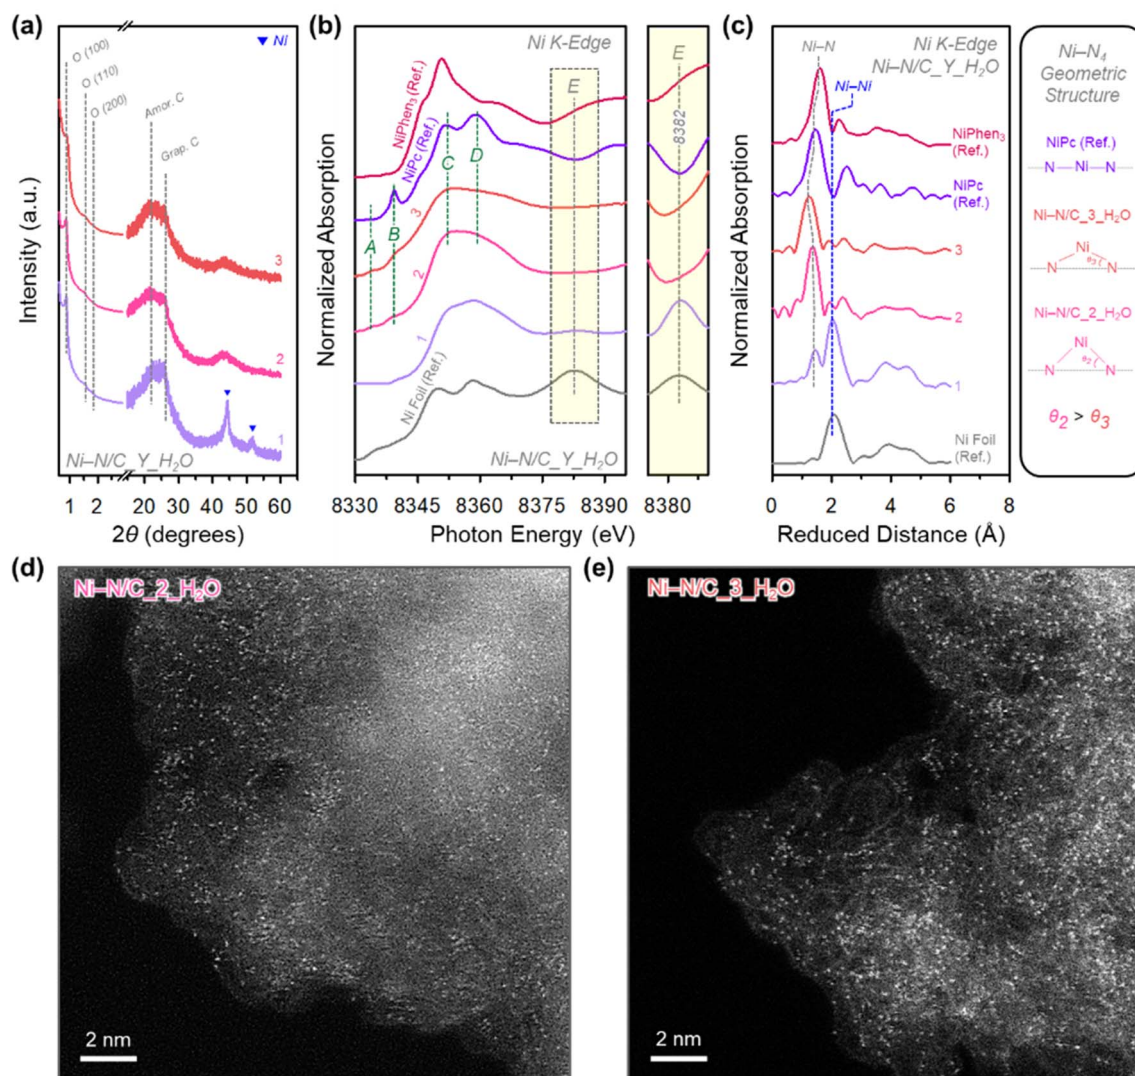 (a)
Intensity (a.u.)
O (100)
O (110)
O (200)
Amor. C
Grap. C
▼ Ni
3
2
1
Ni–N/C_Y_H₂O
1 2 20 30 40 50 60
2θ (degrees)
(b)
Normalized Absorption
Ni K-Edge
NiPhen₃ (Ref.)
NiPc (Ref.)
E
A
B
C
D
3
2
1
Ni Foil (Ref.)
Ni–N/C_Y_H₂O
8330 8345 8360 8375 8390
E
8382
8380
Photon Energy (eV)
(c)
Normalized Absorption
Ni–N
Ni K-Edge
Ni–N/C_Y_H₂O
Ni–Ni
NiPhen₃
(Ref.)
NiPc
(Ref.)
3
2
1
Ni Foil
(Ref.)
0 2 4 6 8
Reduced Distance (Å)
Ni–N₄
Geometric
Structure
NiPc (Ref.)
N Ni N
Ni–N/C_3_H₂O
Ni
N θ₃ N
Ni–N/C_2_H₂O
Ni
N θ₂ N
θ₂ > θ₃
(d)
Ni–N/C_2_H₂O
2 nm
(e)
Ni–N/C_3_H₂O
2 nm